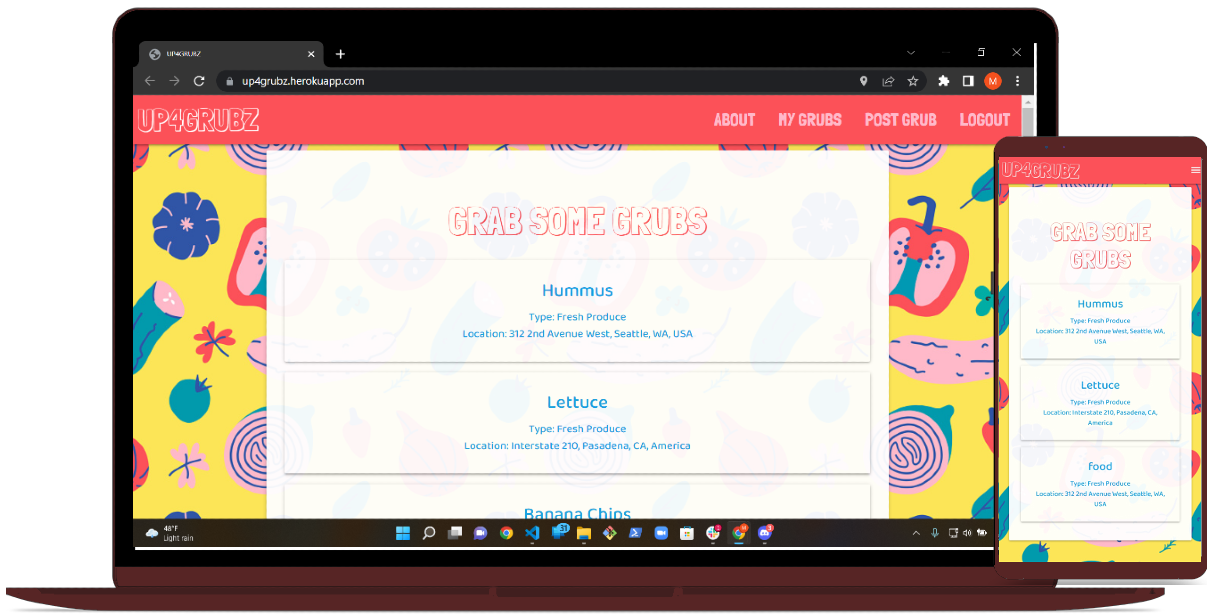 UP4GRUBZ
up4grubz.herokuapp.com
M
UP4GRUBZ
ABOUT MY GRUBS POST GRUB LOGOUT
GRAB SOME GRUBS
Hummus
Type: Fresh Produce
Location: 312 2nd Avenue West, Seattle, WA, USA
Lettuce
Type: Fresh Produce
Location: Interstate 210, Pasadena, CA, America
Banana Chips
48°F
Light rain
31
UP4GRUBZ
GRAB SOME
GRUBS
Hummus
Type: Fresh Produce
Location: 312 2nd Avenue West, Seattle, WA,
USA
Lettuce
Type: Fresh Produce
Location: Interstate 210, Pasadena, CA,
America
food
Type: Fresh Produce
Location: 312 2nd Avenue West, Seattle, WA,
USA